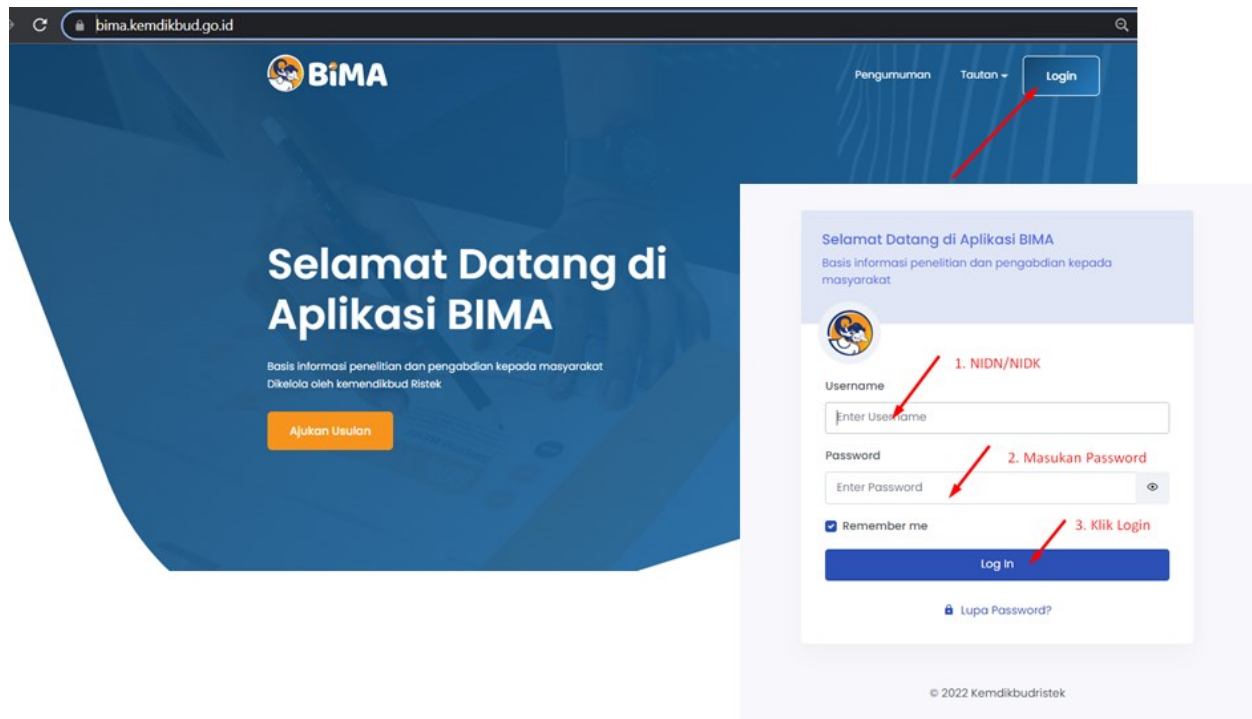 bima.kemdikbud.go.id
BiMA
Pengumuman Tautan Login
Selamat Datang di
Aplikasi BIMA
Basis informasi penelitian dan pengabdian kepada masyarakat
Dikelola oleh kemendikbud Ristek
Ajukan Usulan
Selamat Datang di Aplikasi BIMA
Basis informasi penelitian dan pengabdian kepada
masyarakat
1. NIDN/NIDK
Username
Enter Username
Password
2. Masukan Password
Enter Password
Remember me
3. Klik Login
Log In
Lupa Password?
© 2022 Kemdikbudristek